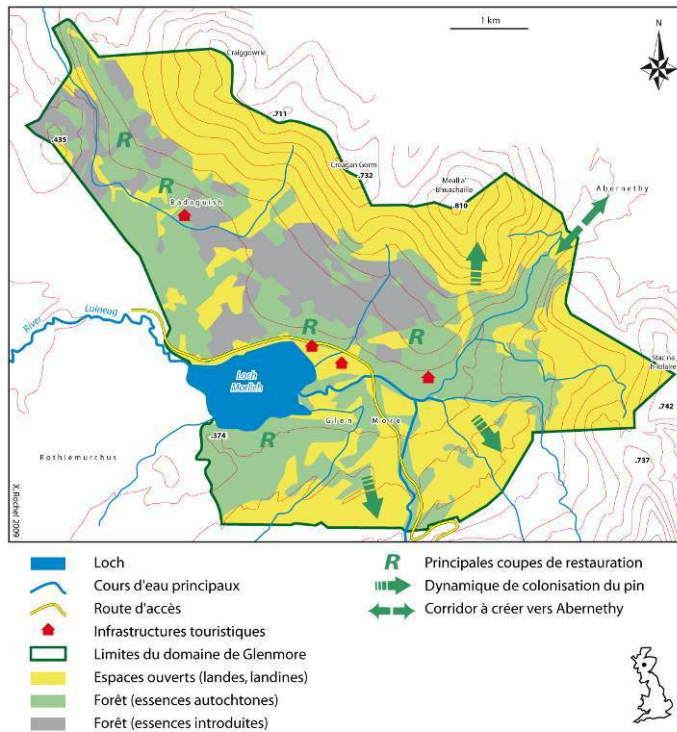 1 km
N
Craiggowrie
.711
.435
Creagan Gorm
.732
Meall a'
Bhuachaille
.810
Abernethy
R
R
Badaguish
River Luineag
R
R
Loch
Morlich
Stac na
h-Iolaire
.742
Glen More
.374
R
Rothiemurchus
.737
X.Rochel 2009
Loch
Cours d'eau principaux
Route d'accès
Infrastructures touristiques
Limites du domaine de Glenmore
Espaces ouverts (landes, landines)
Forêt (essences autochtones)
Forêt (essences introduites)
R Principales coupes de restauration
Dynamique de colonisation du pin
Corridor à créer vers Abernethy